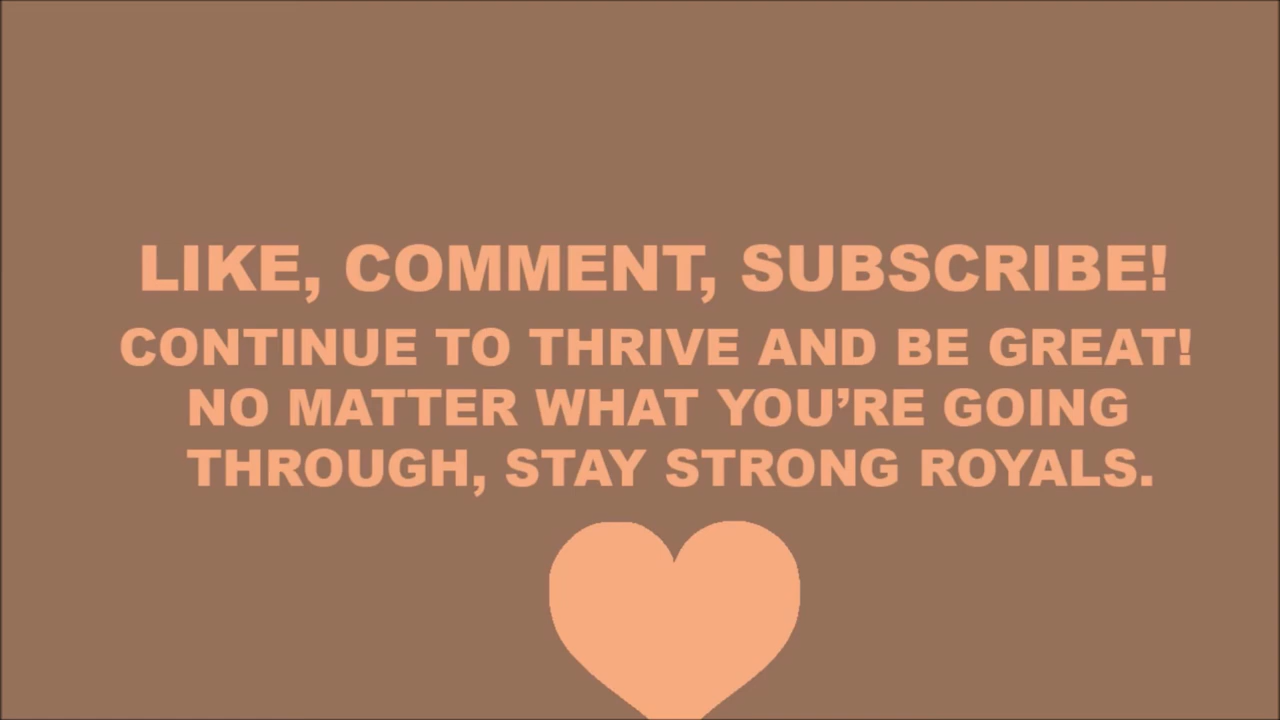 LIKE, COMMENT, SUBSCRIBE!
CONTINUE TO THRIVE AND BE GREAT!
NO MATTER WHAT YOU’RE GOING
THROUGH, STAY STRONG ROYALS.